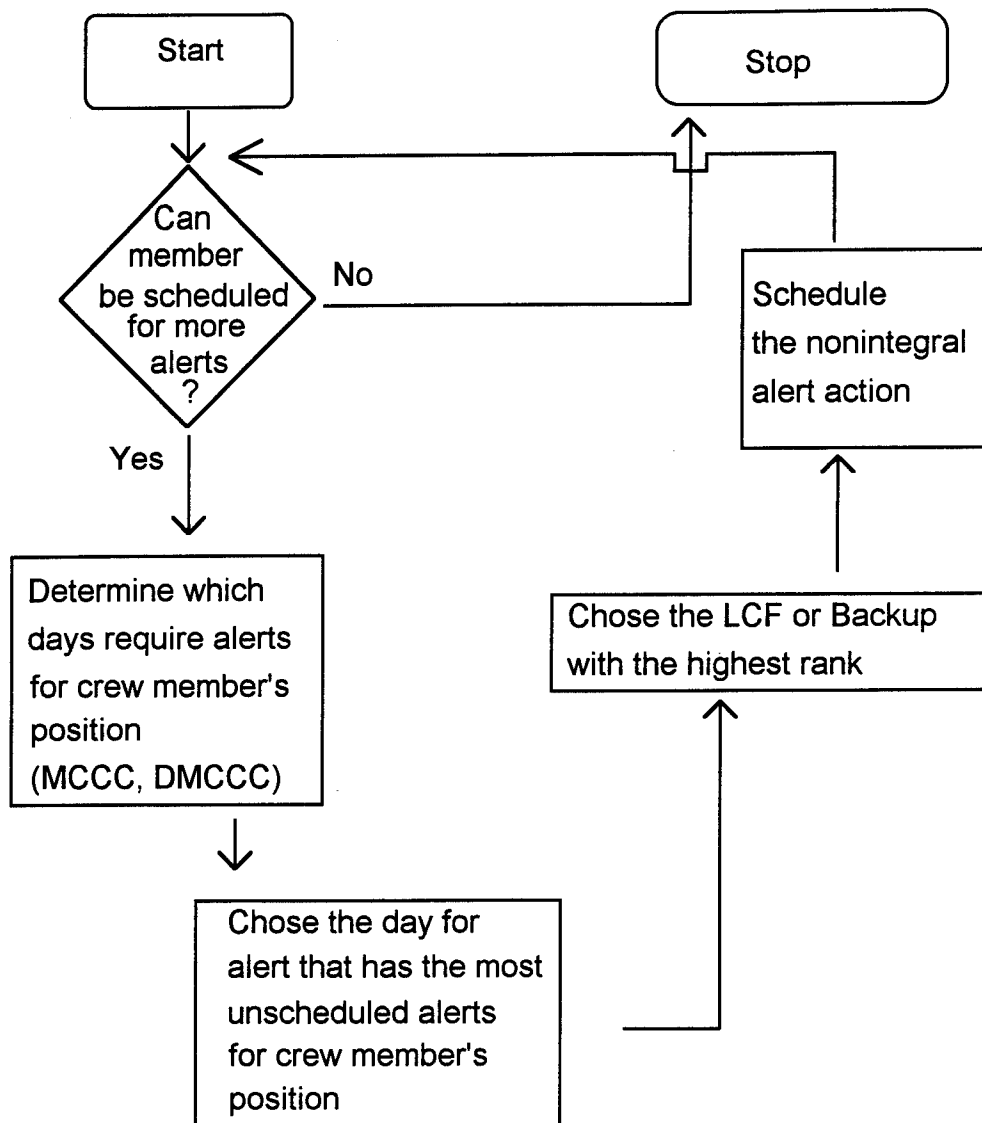 Start
Stop
Can
member
be scheduled
for more
alerts
?
No
Yes
Schedule
the nonintegral
alert action
Determine which
days require alerts
for crew member's
position
(MCCC, DMCCC)
Chose the LCF or Backup
with the highest rank
Chose the day for
alert that has the most
unscheduled alerts
for crew member's
position